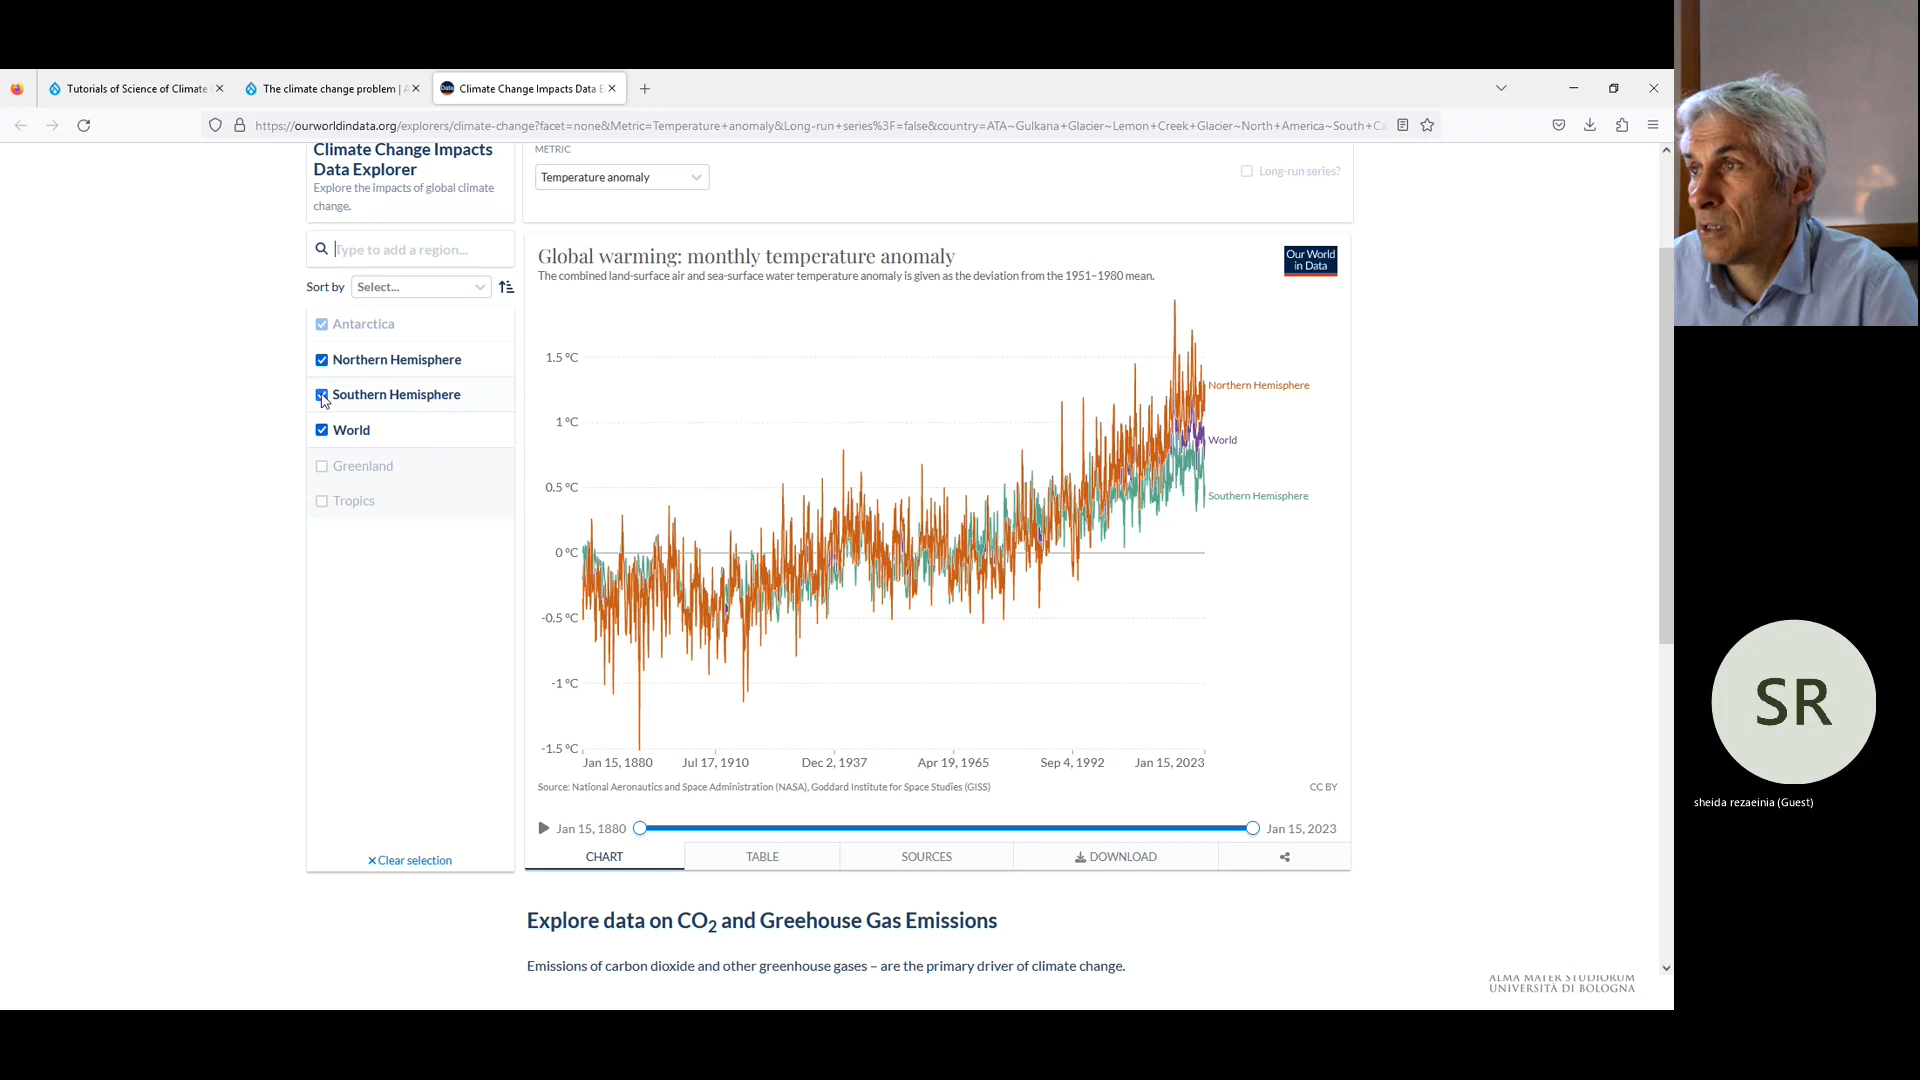 Tutorials of Science of Climate
The climate change problem | A
Climate Change Impacts Data E
https://ourworldindata.org/explorers/climate-change?facet=none&Metric=Temperature+anomaly&Long-run+series%3F=false&country=ATA~Gulkana+Glacier~Lemon+Creek+Glacier~North+America~South+Ca
Climate Change Impacts
Data Explorer
Explore the impacts of global climate
change.
METRIC
Temperature anomaly
Long-run series?
Type to add a region...
Sort by
Select...
Antarctica
Northern Hemisphere
Southern Hemisphere
World
Greenland
Tropics
Clear selection
Global warming: monthly temperature anomaly
The combined land-surface air and sea-surface water temperature anomaly is given as the deviation from the 1951–1980 mean.
Our World
in Data
1.5 °C
1 °C
0.5 °C
0 °C
-0.5 °C
-1 °C
-1.5 °C
Northern Hemisphere
World
Southern Hemisphere
Jan 15, 1880
Jul 17, 1910
Dec 2, 1937
Apr 19, 1965
Sep 4, 1992
Jan 15, 2023
Source: National Aeronautics and Space Administration (NASA), Goddard Institute for Space Studies (GISS)
CC BY
Jan 15, 1880
Jan 15, 2023
CHART
TABLE
SOURCES
DOWNLOAD
Explore data on CO₂ and Greehouse Gas Emissions
Emissions of carbon dioxide and other greenhouse gases – are the primary driver of climate change.
ALMA MATER STUDIORUM
UNIVERSITÀ DI BOLOGNA
SR
sheida rezaeinia (Guest)